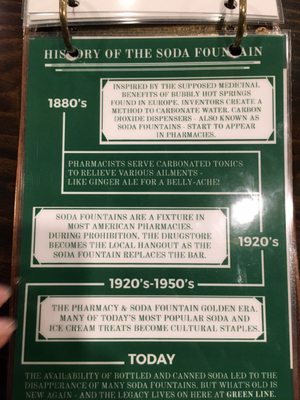 HISTORY OF THE SODA FOUNTAIN
1880's
INSPIRED BY THE SUPPOSED MEDICINAL
BENEFITS OF BUBBLY HOT SPRINGS
FOUND IN EUROPE. INVENTORS CREATE A
METHOD TO CARBONATE WATER. CARBON
DIOXIDE DISPENSERS - ALSO KNOWN AS
SODA FOUNTAINS - START TO APPEAR
IN PHARMACIES.
PHARMACISTS SERVE CARBONATED TONICS
TO RELIEVE VARIOUS AILMENTS -
LIKE GINGER ALE FOR A BELLY-ACHE!
SODA FOUNTAINS ARE A FIXTURE IN
MOST AMERICAN PHARMACIES.
DURING PROHIBITION, THE DRUGSTORE
BECOMES THE LOCAL HANGOUT AS THE
SODA FOUNTAIN REPLACES THE BAR.
1920's
1920's-1950's
THE PHARMACY & SODA FOUNTAIN GOLDEN ERA.
MANY OF TODAY'S MOST POPULAR SODA AND
ICE CREAM TREATS BECOME CULTURAL STAPLES.
TODAY
THE AVAILABILITY OF BOTTLED AND CANNED SODA LED TO THE
DISAPPERANCE OF MANY SODA FOUNTAINS. BUT WHAT'S OLD IS
NEW AGAIN - AND THE LEGACY LIVES ON HERE AT GREEN LINE.